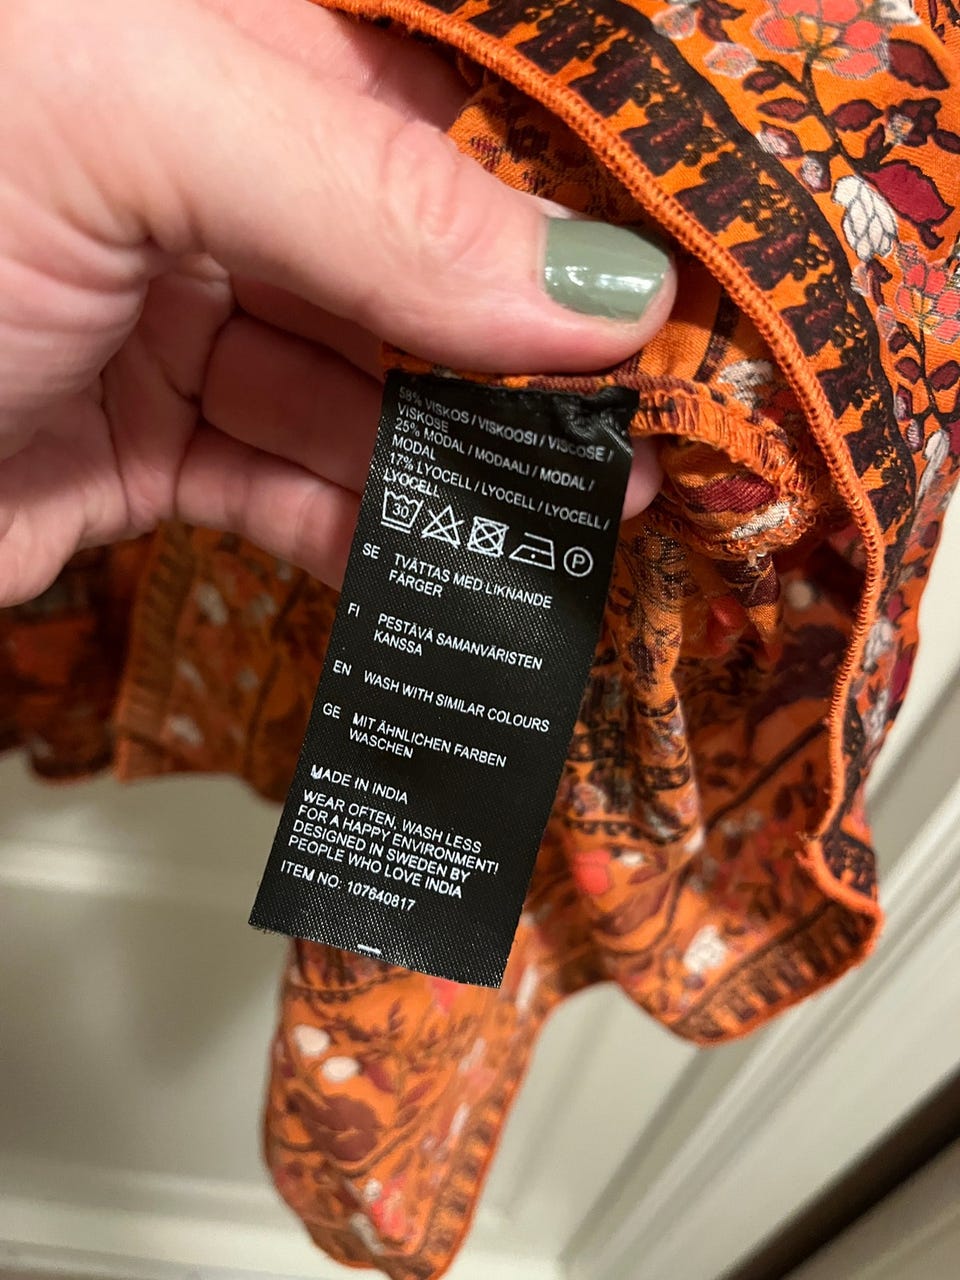 58% VISKOS / VISKOOSI / VISCOSE /
VISKOSE
25% MODAL / MODAALI / MODAL /
MODAL
17% LYOCELL / LYOCELL / LYOCELL /
LYOCELL
30 P
SE TVÄTTAS MED LIKNANDE
FÄRGER
FI PESTÄVÄ SAMANVÄRISTEN
KANSSA
EN WASH WITH SIMILAR COLOURS
GE MIT ÄHNLICHEN FARBEN
WASCHEN
MADE IN INDIA
WEAR OFTEN, WASH LESS
FOR A HAPPY ENVIRONMENT!
DESIGNED IN SWEDEN BY
PEOPLE WHO LOVE INDIA
ITEM NO: 107640817